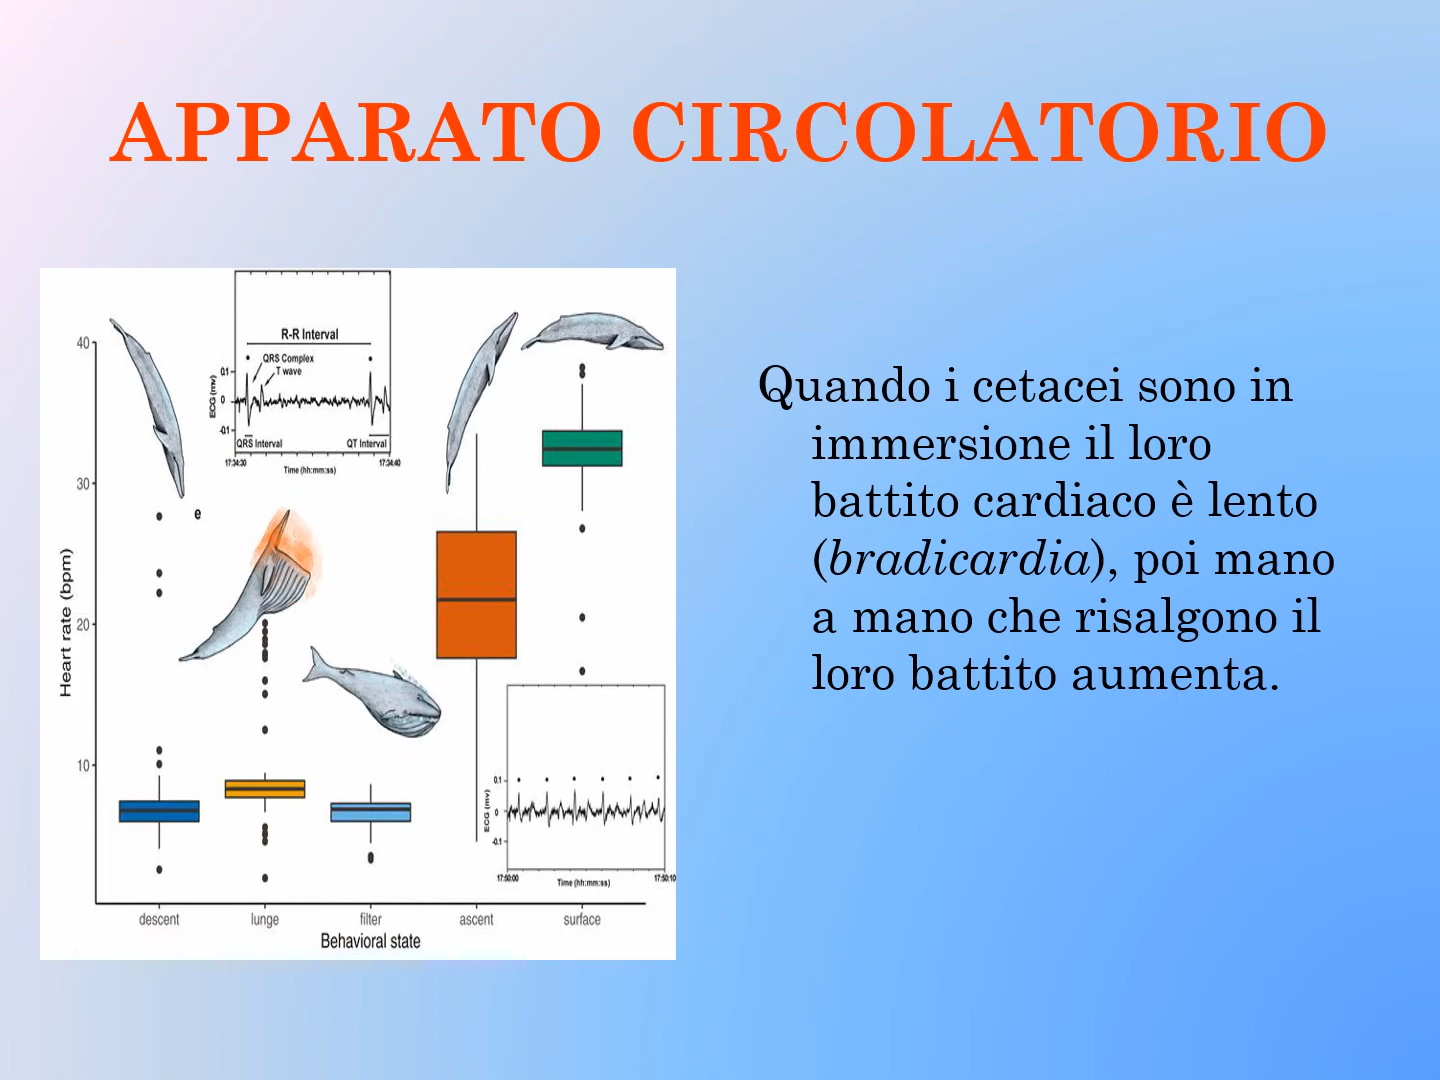 APPARATO CIRCOLATORIO
R-R Interval
QRS Complex
T wave
ECG (mv)
0.1
0
-0.1
QRS Interval
QT Interval
17:34:30
17:34:40
Time (hh:mm:ss)
e
Heart rate (bpm)
40
30
20
10
0.1
0
-0.1
ECG (mv)
17:50:00
Time (hh:mm:ss)
17:50:10
descent
lunge
filter
ascent
surface
Behavioral state
Quando i cetacei sono in
immersione il loro
battito cardiaco è lento
(bradicardia), poi mano
a mano che risalgono il
loro battito aumenta.